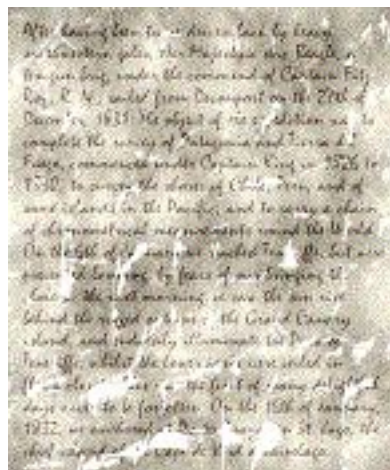 After having been twice driven back by heavy
southwestern gales, Her Majesty's ship Beagle, a
ten-gun brig, under the command of Captain Fitz
Roy, R. N., sailed from Devonport on the 27th of
December, 1831. The object of the expedition was to
complete the survey of Patagonia and Tierra del
Fuego, commenced under Captain King in 1826 to
1830, to survey the shores of Chile, Peru, and of
some islands in the Pacific, and to carry a chain
of chronometrical measurements round the World.
On the 6th of January we reached Teneriffe, but were
prevented landing, by fears of our bringing the
the next morning we saw the sun rise
behind the rugged outline of the Grand Canary
island, and suddenly illuminate the Peak of
Teneriffe, whilst the lower parts were veiled in
fleecy clouds. This was the first of many delightful
days never to be forgotten. On the 16th of January,
1832, we anchored at Porto Praya, in St. Jago, the
chief island of the Cape de Verd archipelago.